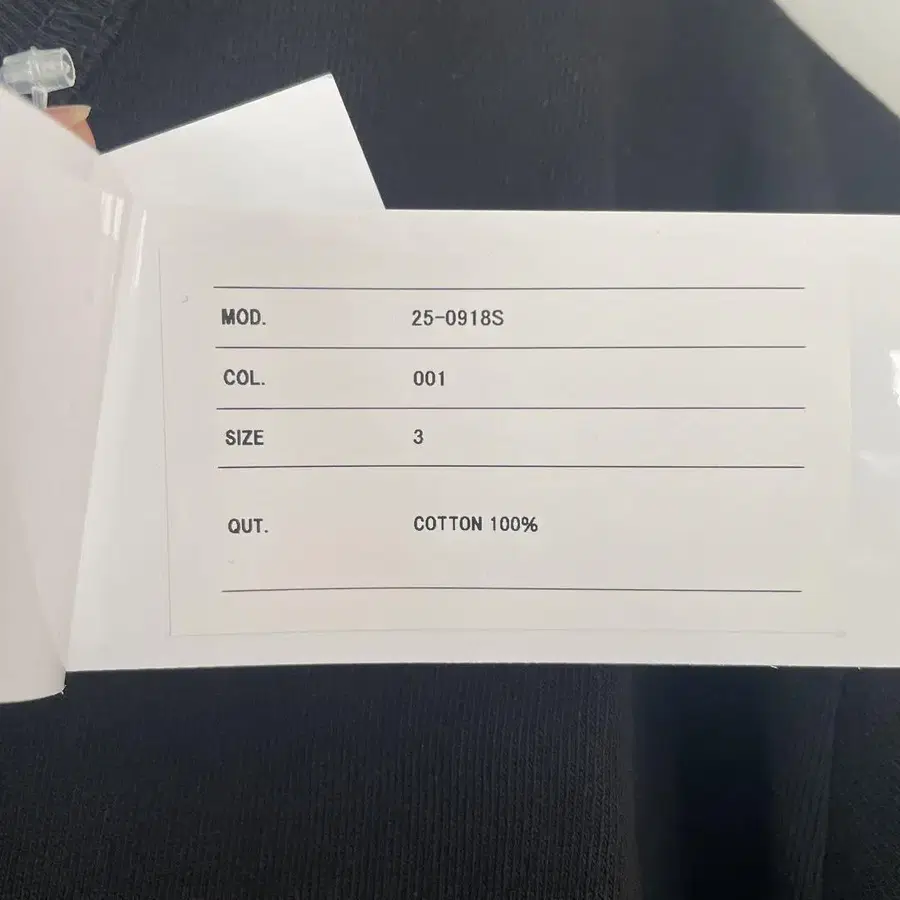 MOD. 25-0918S
COL. 001
SIZE 3
QUT. COTTON 100%